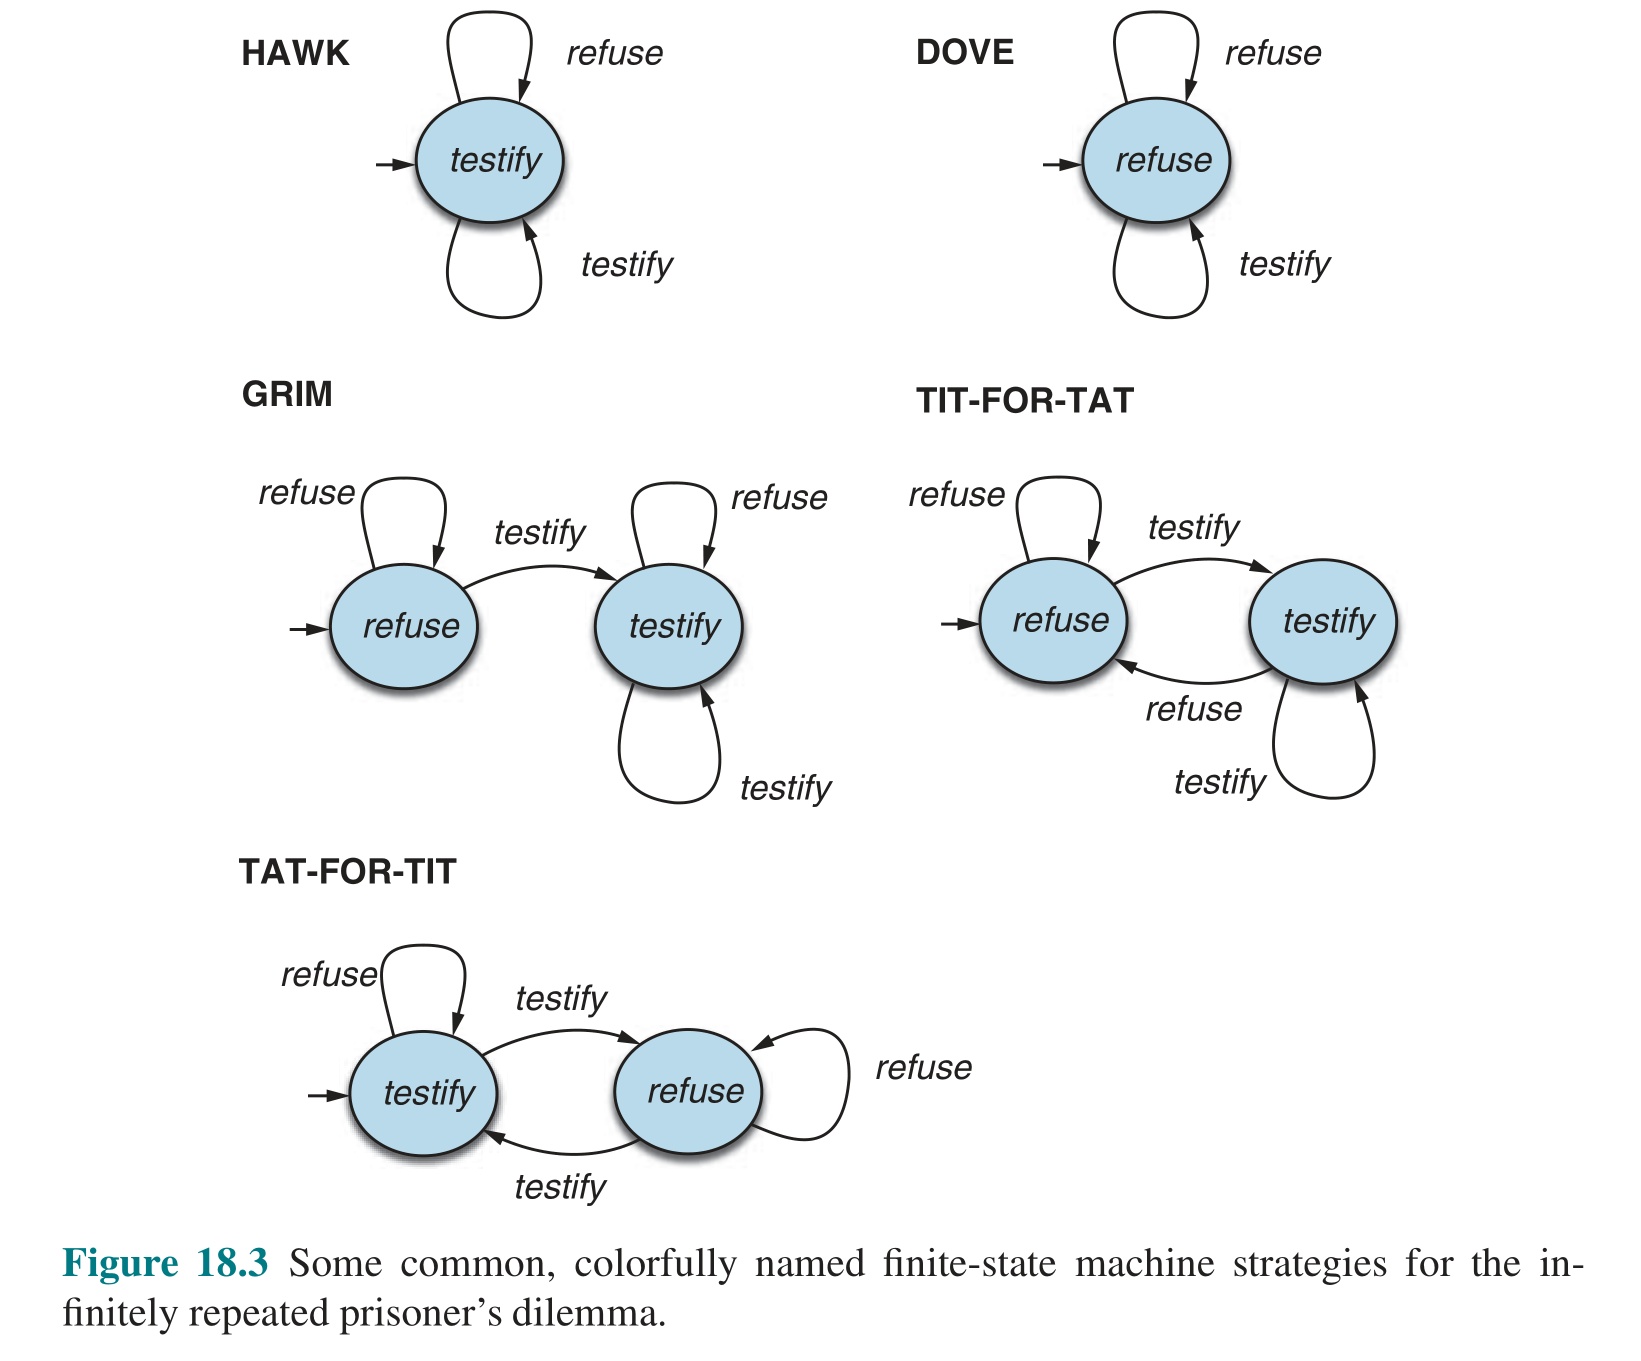 HAWK
refuse
testify
testify
DOVE
refuse
refuse
testify
GRIM
refuse
testify
refuse
refuse
testify
testify
TIT-FOR-TAT
refuse
testify
refuse
testify
refuse
testify
TAT-FOR-TIT
refuse
testify
testify
refuse
refuse
testify
Figure 18.3 Some common, colorfully named finite-state machine strategies for the in-
finitely repeated prisoner’s dilemma.